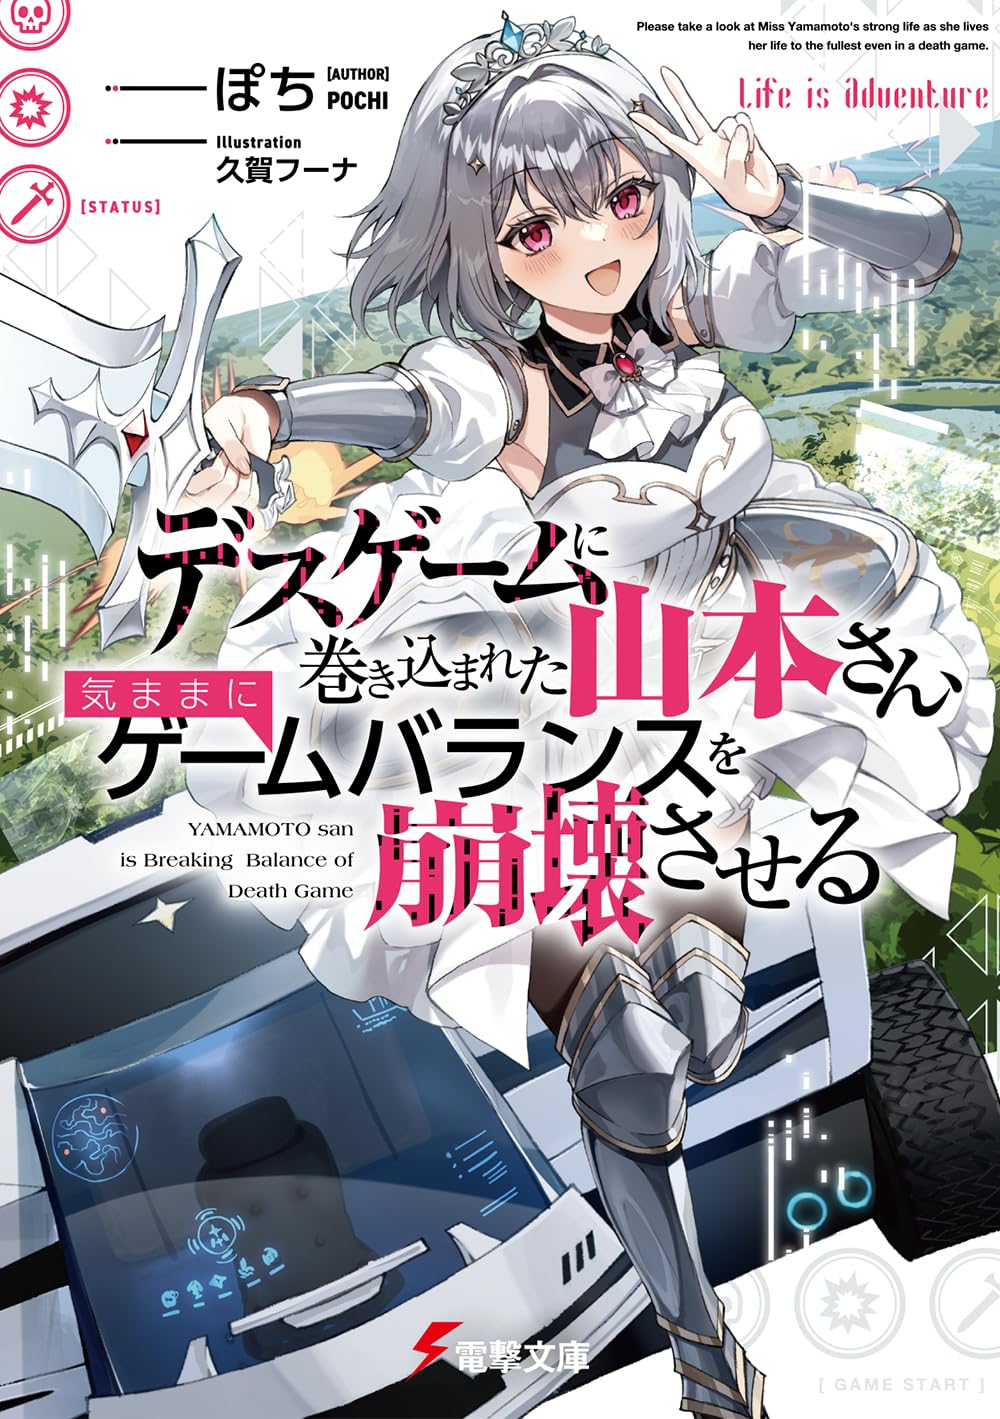 Please take a look at Miss Yamamoto's strong life as she lives
her life to the fullest even in a death game.
Life is Adventure
ぽち
[AUTHOR]
POCHI
Illustration
久賀フーナ
[STATUS]
デスゲームに
巻き込まれた山本さん
気ままに
ゲームバランスを
崩壊させる
YAMAMOTO san
is Breaking Balance of
Death Game
電撃文庫
[ GAME START ]